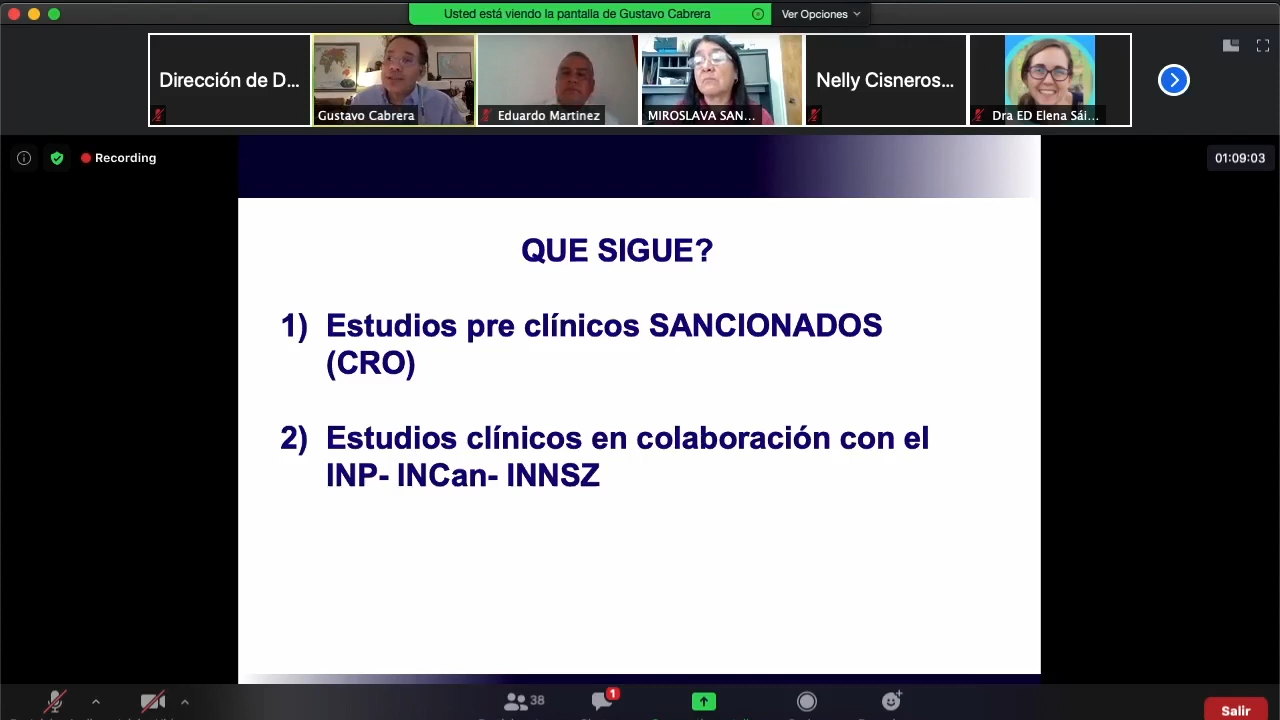 Usted está viendo la pantalla de Gustavo Cabrera
Ver Opciones
Dirección de D...
Gustavo Cabrera
Eduardo Martinez
MIROSLAVA SAN...
Nelly Cisneros...
Dra ED Elena Sái...
Recording
01:09:03
QUE SIGUE?
1) Estudios pre clínicos SANCIONADOS
(CRO)
2) Estudios clínicos en colaboración con el
INP- INCan- INNSZ
38
1
Salir